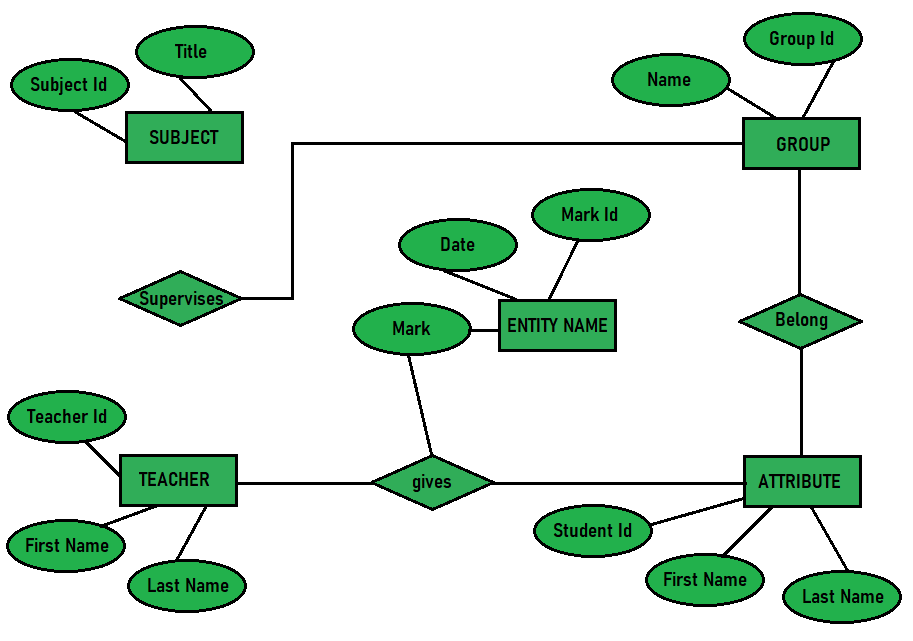 Title
Subject Id
SUBJECT
Group Id
Name
GROUP
Mark Id
Date
Supervises
Mark
ENTITY NAME
Belong
Teacher Id
TEACHER
gives
ATTRIBUTE
Student Id
First Name
Last Name
First Name
Last Name